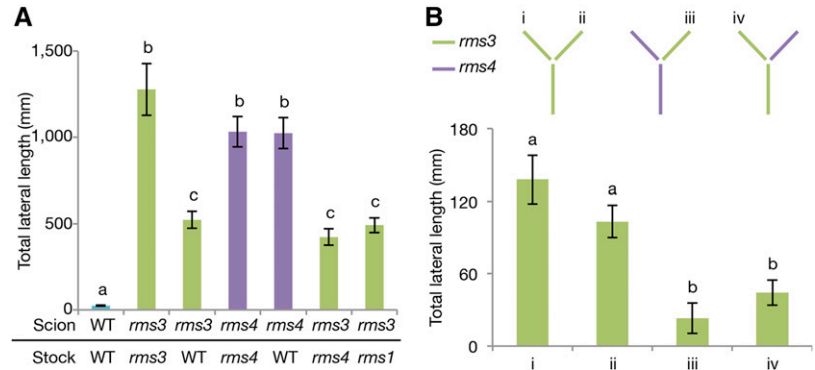 A
Total lateral length (mm)
1,500
1,000
500
0
a
b
c
b
b
c
c
Scion WT rms3 rms3 rms4 rms4 rms3 rms3
Stock WT rms3 WT rms4 WT rms4 rms1
B
i ii iii iv
rms3
rms4
Total lateral length (mm)
180
120
60
0
a
a
b
b
i ii iii iv